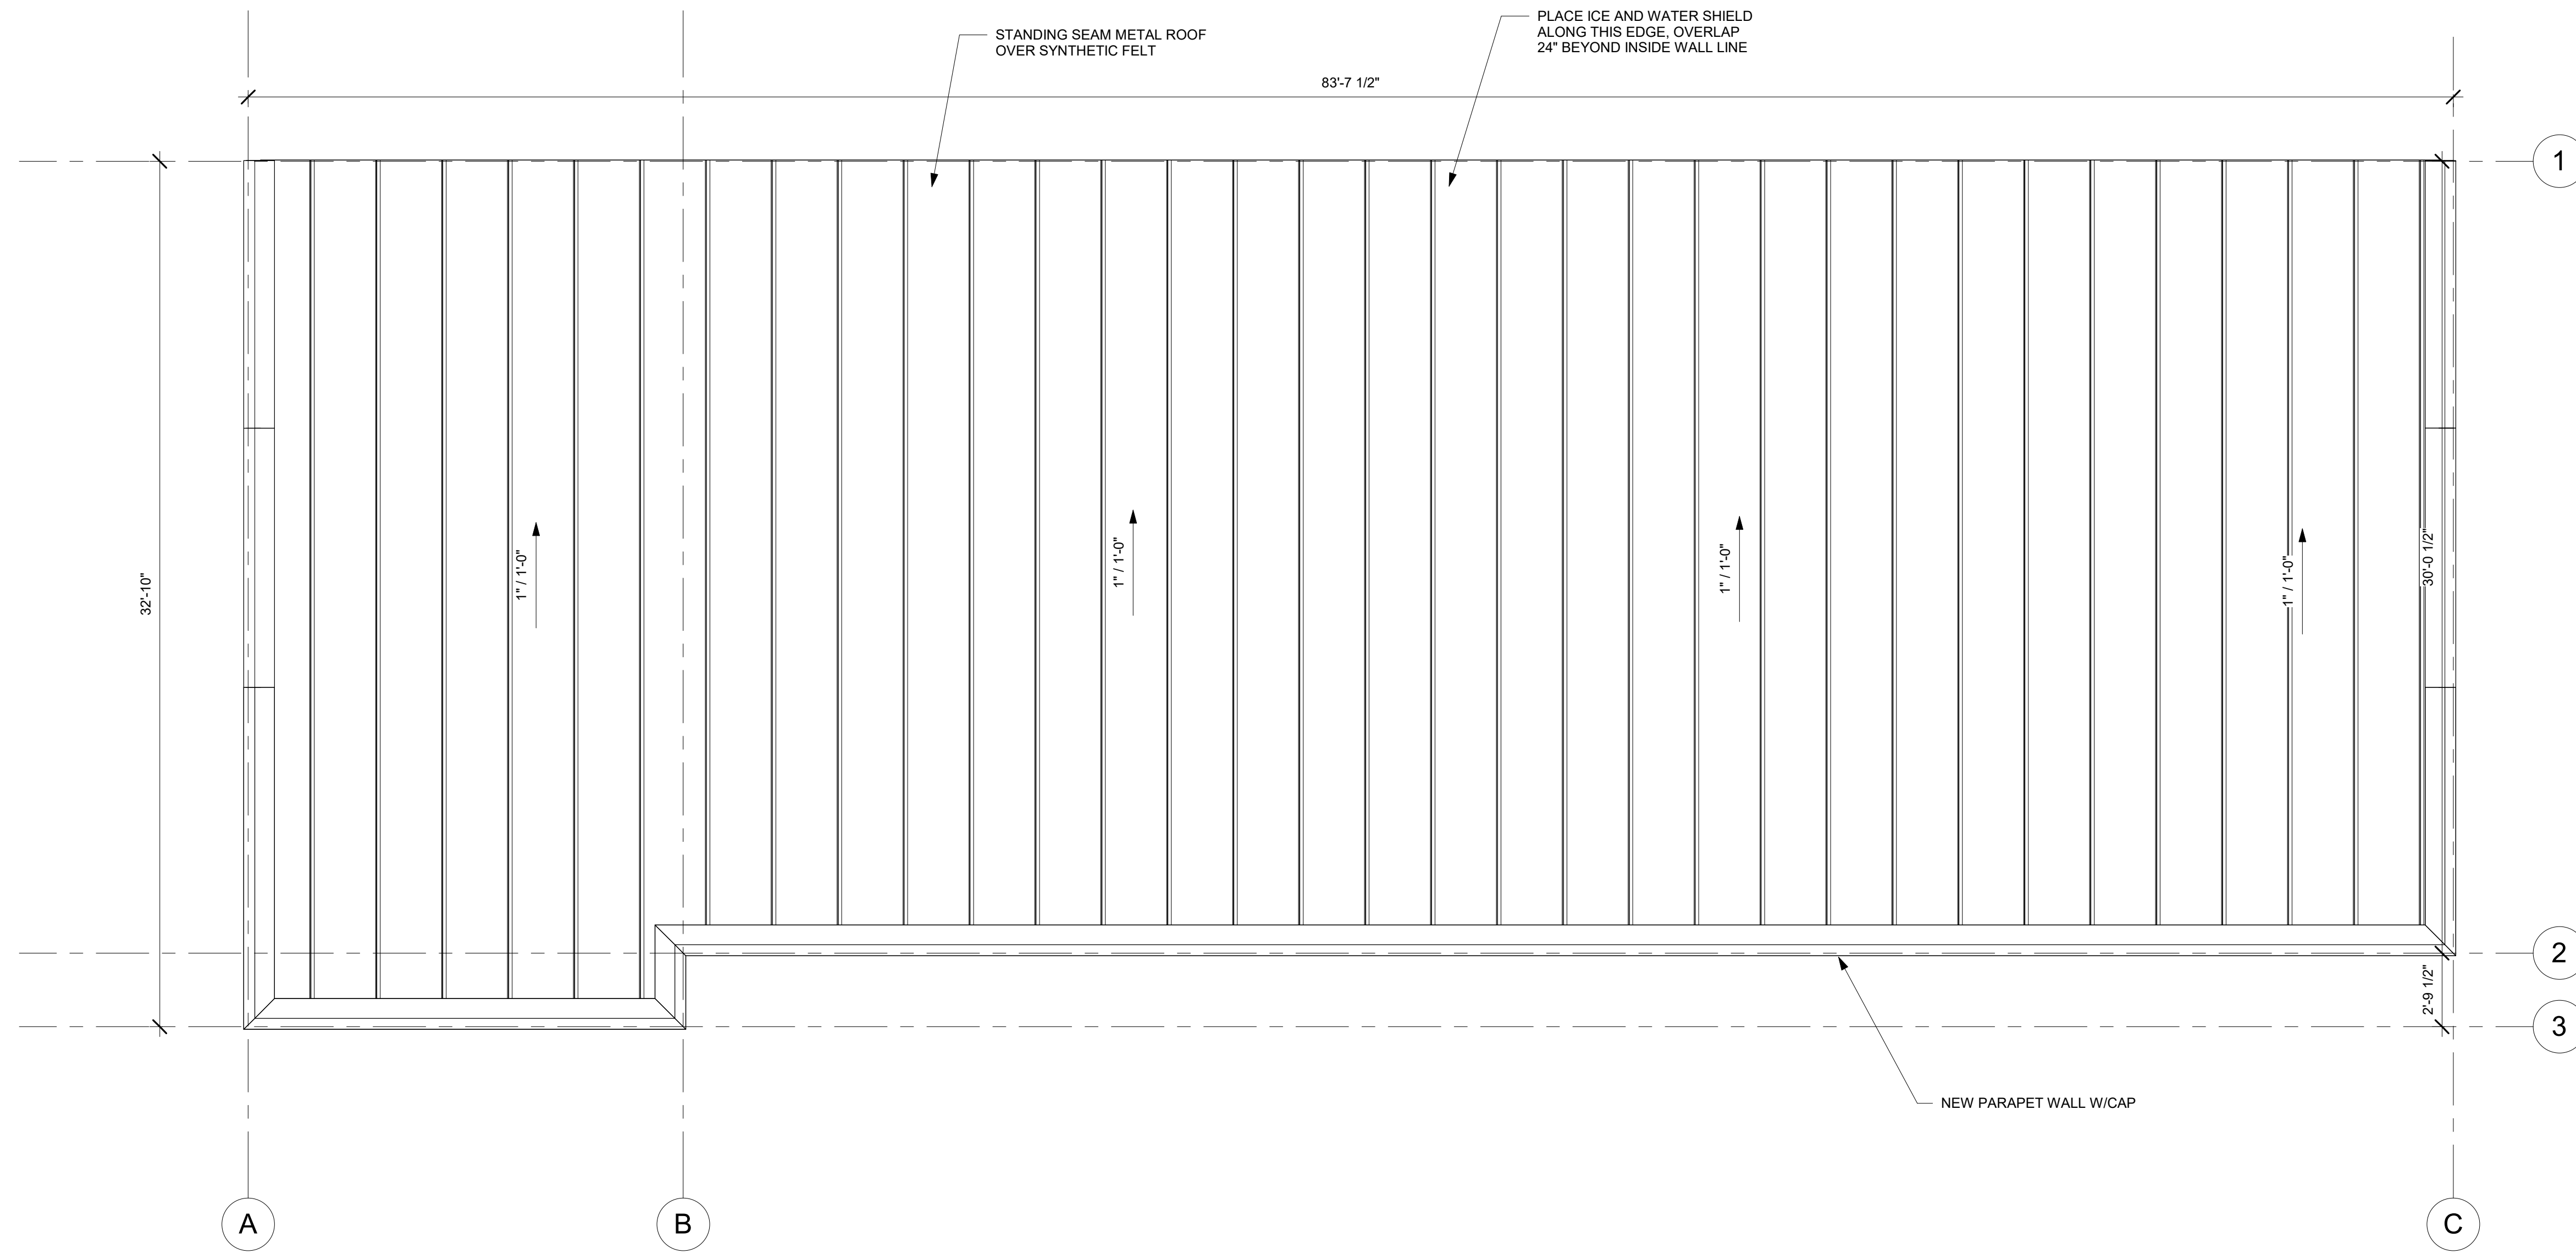 STANDING SEAM METAL ROOF
OVER SYNTHETIC FELT
PLACE ICE AND WATER SHIELD
ALONG THIS EDGE, OVERLAP
24" BEYOND INSIDE WALL LINE
83'-7 1/2"
1
32'-10"
1" / 1'-0"
1" / 1'-0"
1" / 1'-0"
1" / 1'-0"
30'-0 1/2"
2
2'-9 1/2"
3
NEW PARAPET WALL W/CAP
A
B
C